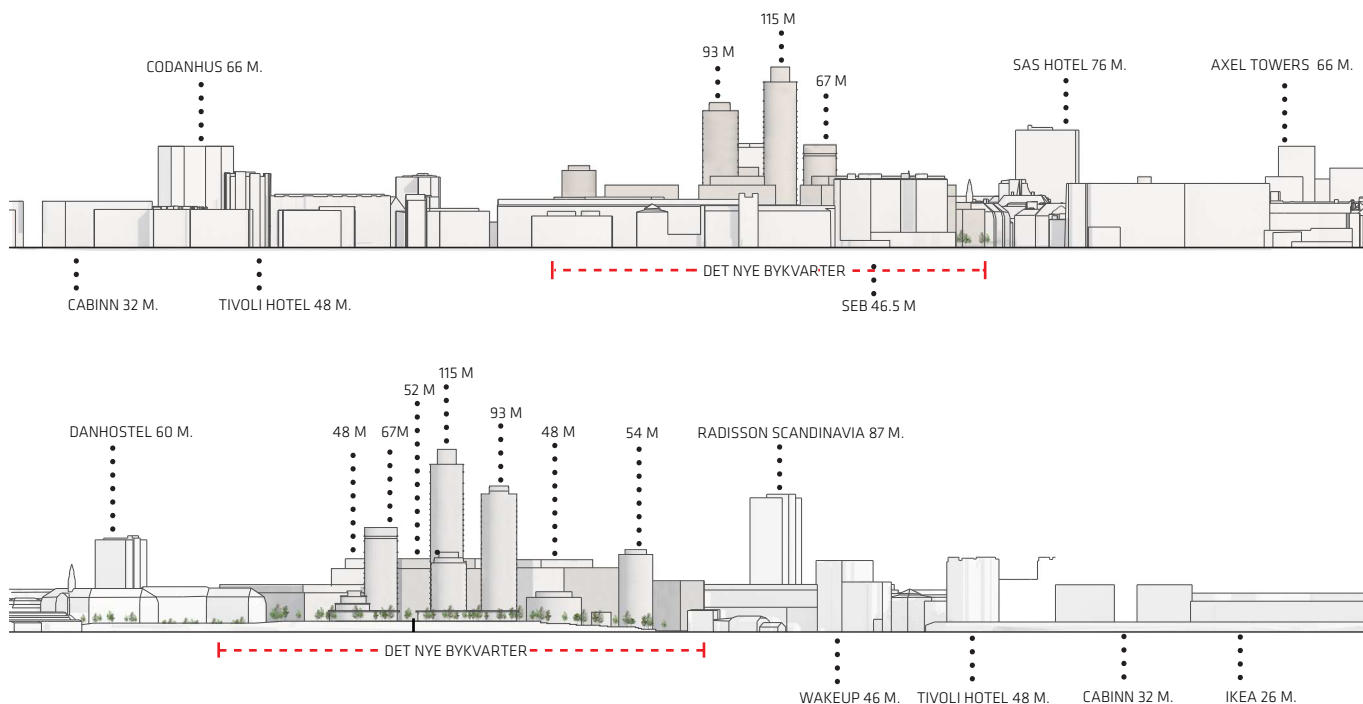 115 M
93 M
CODANHUS 66 M.
SAS HOTEL 76 M.
AXEL TOWERS 66 M.
67 M
DET NYE BYKVARTER
CABINN 32 M.
TIVOLI HOTEL 48 M.
SEB 46.5 M
115 M
52 M
93 M
DANHOSTEL 60 M.
48 M
67M
48 M
54 M
RADISSON SCANDINAVIA 87 M.
DET NYE BYKVARTER
WAKEUP 46 M.
TIVOLI HOTEL 48 M.
CABINN 32 M.
IKEA 26 M.